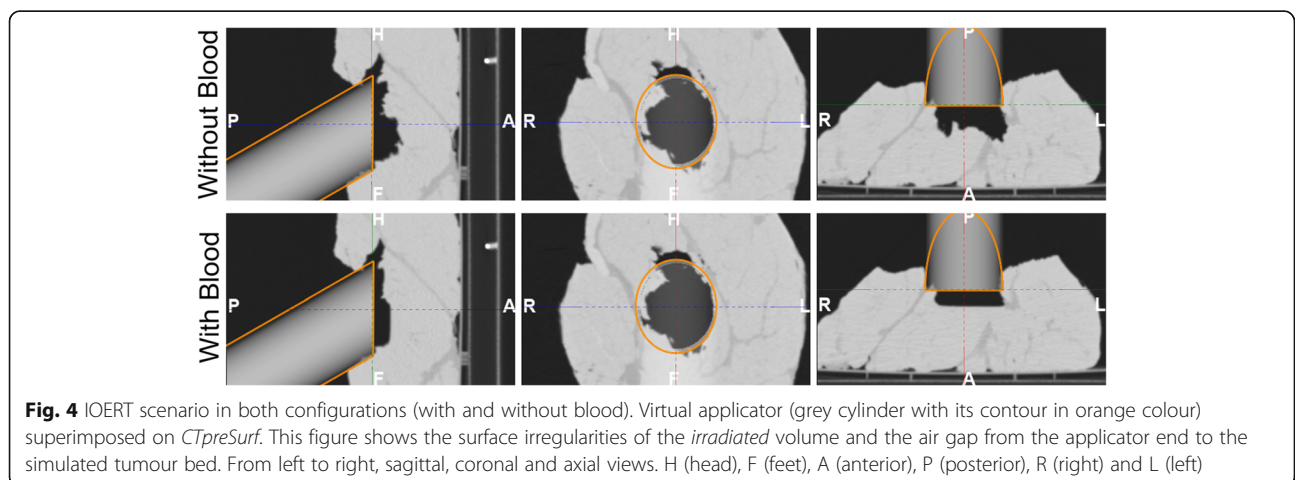 Without Blood
H
P
A
F
H
R
L
F
P
R
L
A
With Blood
H
P
A
F
H
R
L
F
P
R
L
A
Fig. 4 IOERT scenario in both configurations (with and without blood). Virtual applicator (grey cylinder with its contour in orange colour)
superimposed on CTpreSurf. This figure shows the surface irregularities of the irradiated volume and the air gap from the applicator end to the
simulated tumour bed. From left to right, sagittal, coronal and axial views. H (head), F (feet), A (anterior), P (posterior), R (right) and L (left)